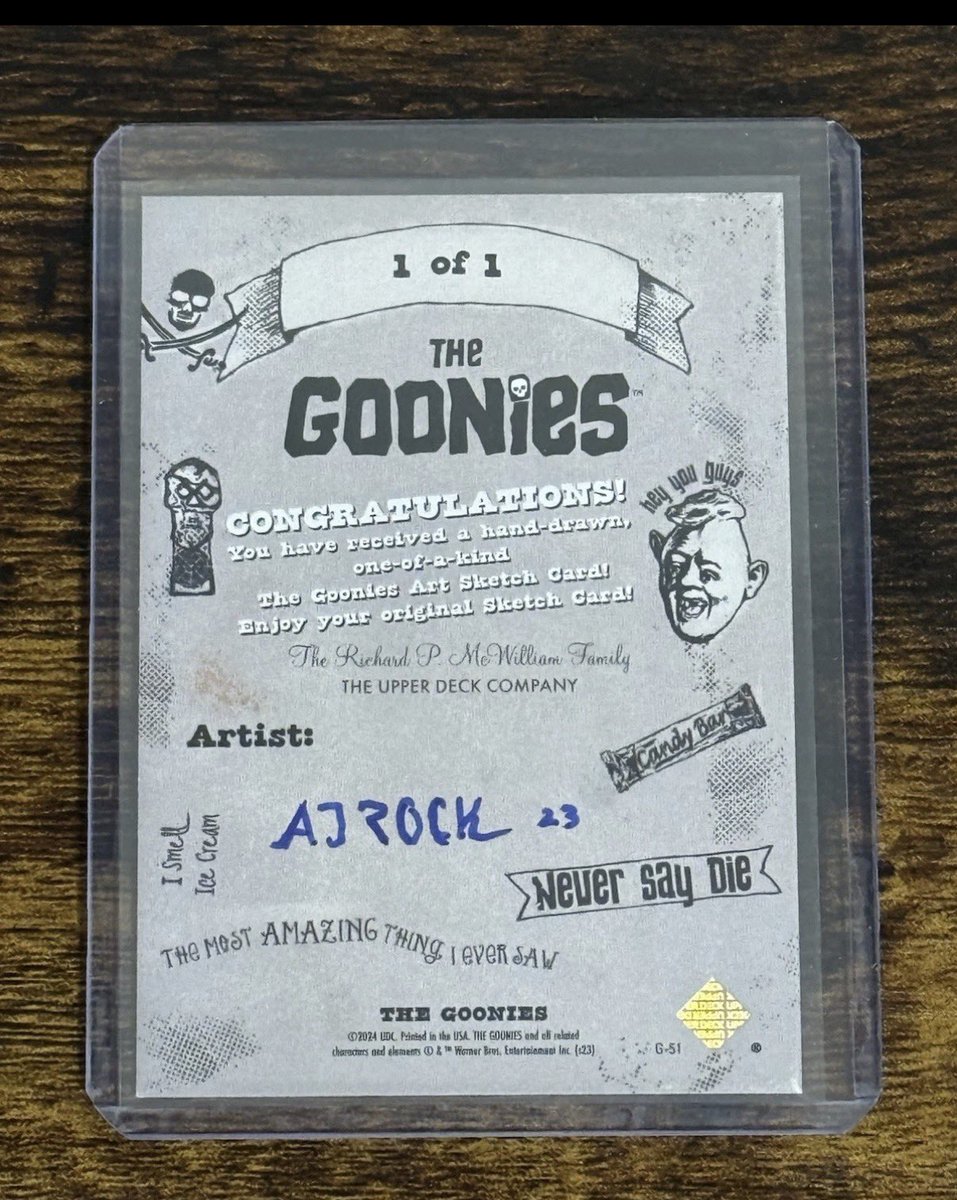 1 of 1
THE
GOONiES™
hey you guys
CONGRATULATIONS!
You have received a hand-drawn,
one-of-a-kind
The Goonies Art Sketch Card!
Enjoy your original Sketch Card!
The Richard P. McWilliam Family
THE UPPER DECK COMPANY
Candy Bar
Artist:
AJ ROCK 23
I Smell
Ice Cream
Never Say Die
THE MOST AMAZING THING I EVER SAW
THE GOONIES
©2024 UDC. Printed in the USA. THE GOONIES and all related
characters and elements © & ™ Warner Bros. Entertainment Inc. (s23)
G-51
®